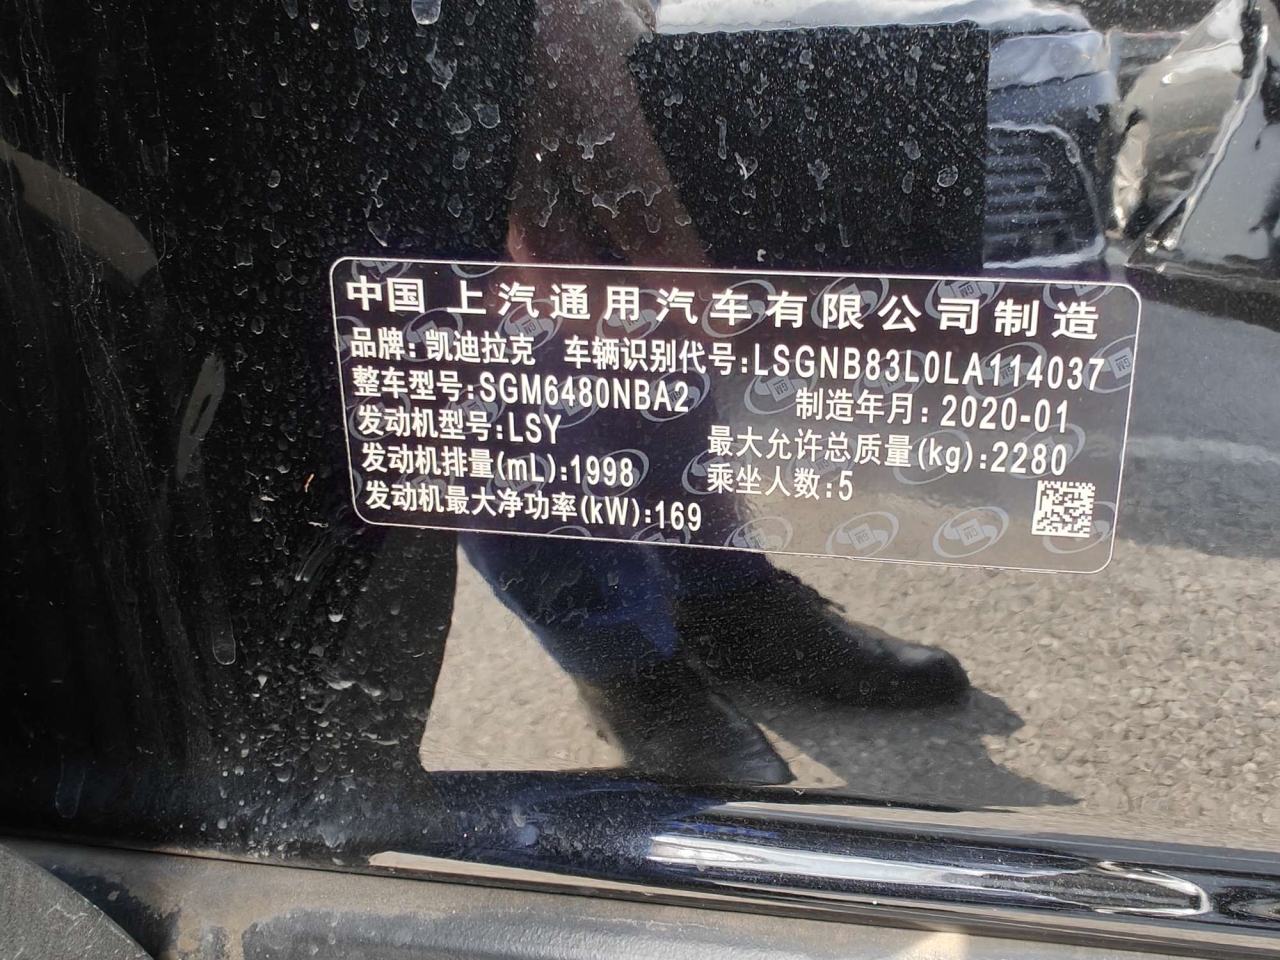 中国 上汽通用汽车有限公司制造
品牌: 凯迪拉克 车辆识别代号:LSGNB83L0LA114037
整车型号:SGM6480NBA2 制造年月: 2020-01
发动机型号:LSY 最大允许总质量(kg):2280
发动机排量(mL):1998 乘坐人数:5
发动机最大净功率(kW):169